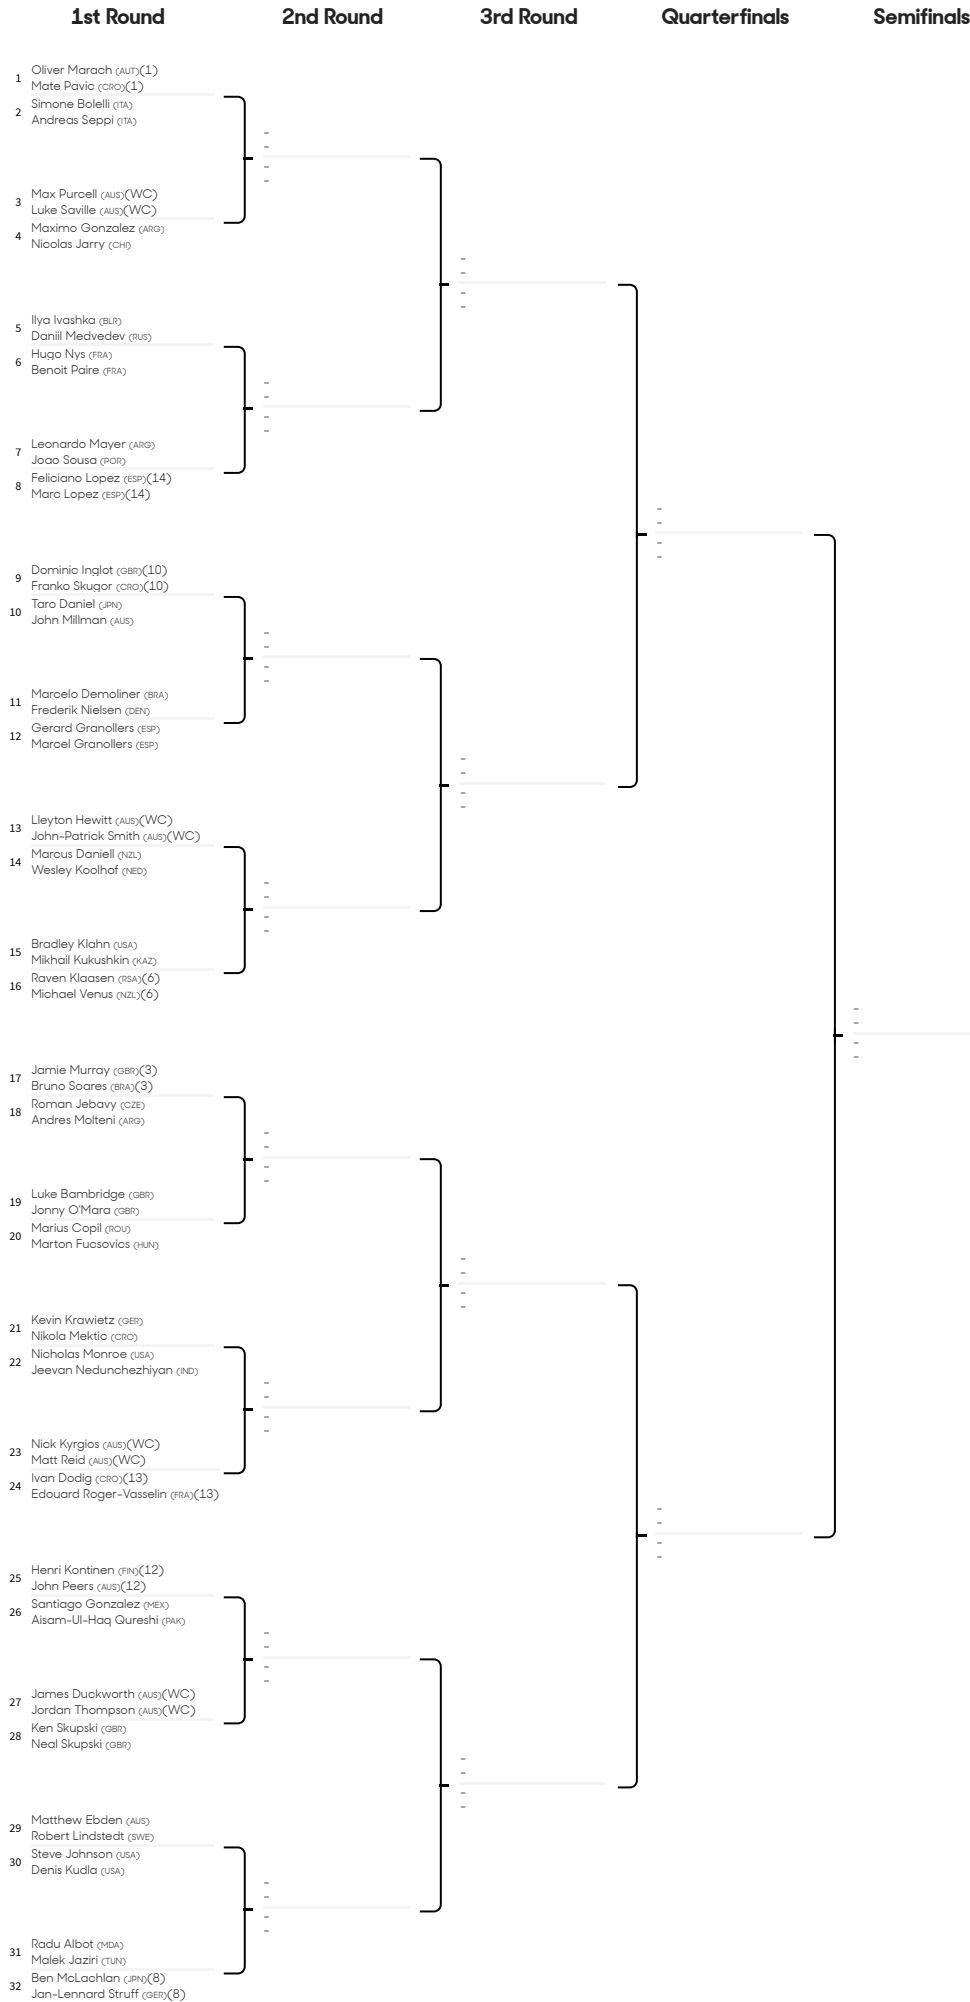 1st Round 2nd Round 3rd Round Quarterfinals Semifinals
1 Oliver Marach (AUT)(1)
Mate Pavic (CRO)(1)
2 Simone Bolelli (ITA)
Andreas Seppi (ITA)
3 Max Purcell (AUS)(WC)
Luke Saville (AUS)(WC)
4 Maximo Gonzalez (ARG)
Nicolas Jarry (CHI)
5 Ilya Ivashka (BLR)
Daniil Medvedev (RUS)
6 Hugo Nys (FRA)
Benoit Paire (FRA)
7 Leonardo Mayer (ARG)
Joao Sousa (POR)
8 Feliciano Lopez (ESP)(14)
Marc Lopez (ESP)(14)
9 Dominic Inglot (GBR)(10)
Franko Skugor (CRO)(10)
10 Taro Daniel (JPN)
John Millman (AUS)
11 Marcelo Demoliner (BRA)
Frederik Nielsen (DEN)
12 Gerard Granollers (ESP)
Marcel Granollers (ESP)
13 Lleyton Hewitt (AUS)(WC)
John-Patrick Smith (AUS)(WC)
14 Marcus Daniell (NZL)
Wesley Koolhof (NED)
15 Bradley Klahn (USA)
Mikhail Kukushkin (KAZ)
16 Raven Klaasen (RSA)(6)
Michael Venus (NZL)(6)
17 Jamie Murray (GBR)(3)
Bruno Soares (BRA)(3)
18 Roman Jebavy (CZE)
Andres Molteni (ARG)
19 Luke Bambridge (GBR)
Jonny O'Mara (GBR)
20 Marius Copil (ROU)
Marton Fucsovics (HUN)
21 Kevin Krawietz (GER)
Nikola Mektic (CRO)
22 Nicholas Monroe (USA)
Jeevan Nedunchezhiyan (IND)
23 Nick Kyrgios (AUS)(WC)
Matt Reid (AUS)(WC)
24 Ivan Dodig (CRO)(13)
Edouard Roger-Vasselin (FRA)(13)
25 Henri Kontinen (FIN)(12)
John Peers (AUS)(12)
26 Santiago Gonzalez (MEX)
Aisam-Ul-Haq Qureshi (PAK)
27 James Duckworth (AUS)(WC)
Jordan Thompson (AUS)(WC)
28 Ken Skupski (GBR)
Neal Skupski (GBR)
29 Matthew Ebden (AUS)
Robert Lindstedt (SWE)
30 Steve Johnson (USA)
Denis Kudla (USA)
31 Radu Albot (MDA)
Malek Jaziri (TUN)
32 Ben McLachlan (JPN)(8)
Jan-Lennard Struff (GER)(8)